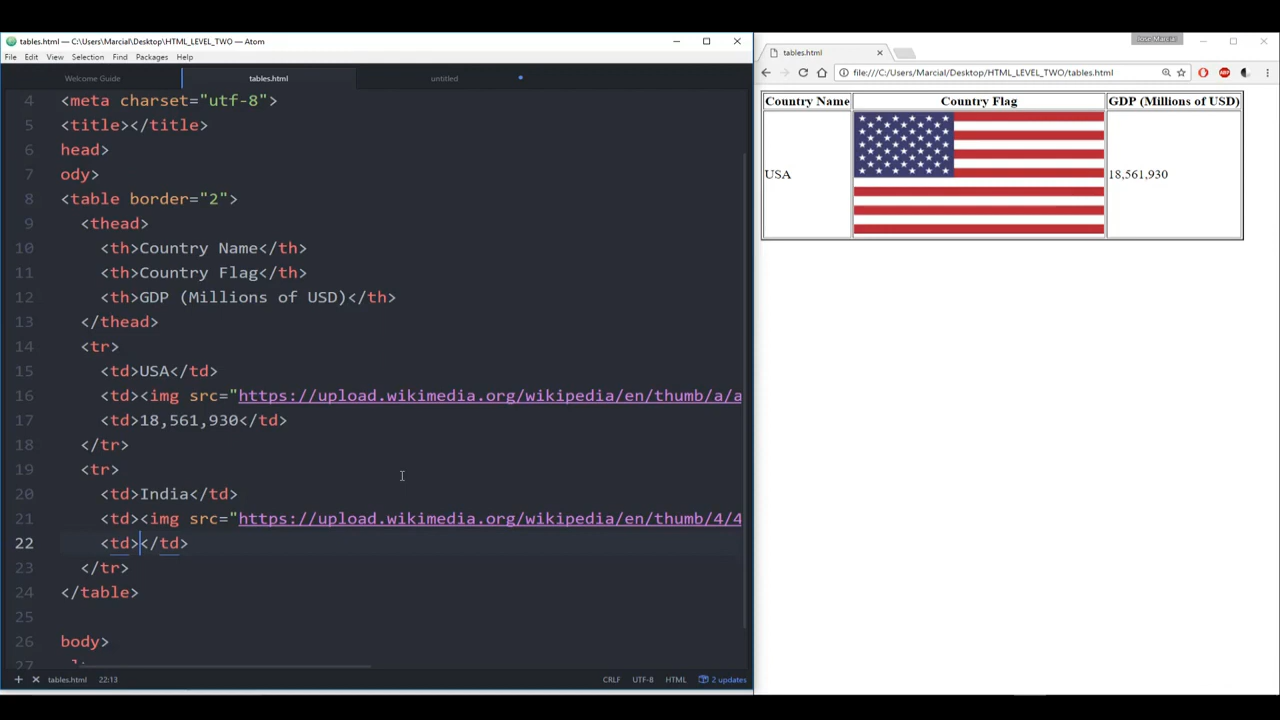 tables.html — C:\Users\Marcial\Desktop\HTML_LEVEL_TWO — Atom
File Edit View Selection Find Packages Help
Welcome Guide tables.html untitled
4 <meta charset="utf-8">
5 <title></title>
6 head>
7 ody>
8 <table border="2">
9 <thead>
10 <th>Country Name</th>
11 <th>Country Flag</th>
12 <th>GDP (Millions of USD)</th>
13 </thead>
14 <tr>
15 <td>USA</td>
16 <td><img src="https://upload.wikimedia.org/wikipedia/en/thumb/a/a
17 <td>18,561,930</td>
18 </tr>
19 <tr>
20 <td>India</td>
21 <td><img src="https://upload.wikimedia.org/wikipedia/en/thumb/4/4
22 <td></td>
23 </tr>
24 </table>
25
26 body>
27
tables.html 22:13 CRLF UTF-8 HTML 2 updates
Jose Marcial
tables.html
file:///C:/Users/Marcial/Desktop/HTML_LEVEL_TWO/tables.html
Country Name Country Flag GDP (Millions of USD)
USA 18,561,930